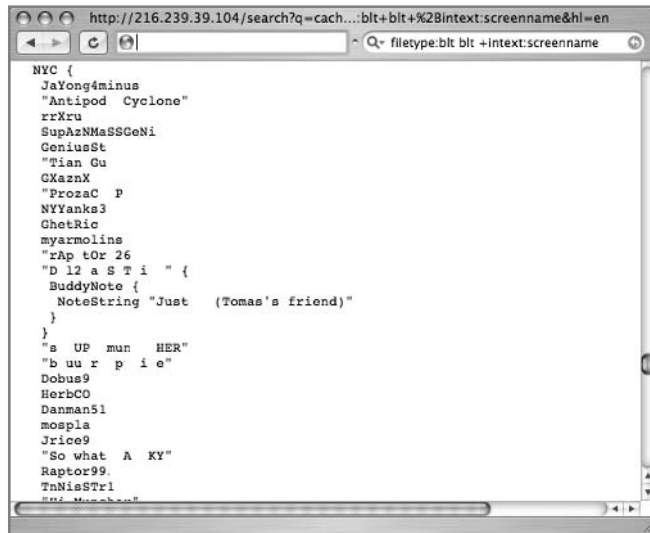 http://216.239.39.104/search?q=cach...:blt+blt+%2Bintext:screenname&hl=en
filetype:blt blt +intext:screenname
NYC {
JaYong4minus
"Antipod Cyclone"
rrXru
SupAzNMaSSGeNi
GeniusSt
"Tian Gu
GXaznX
"ProzaC P
NYYanks3
GhetRic
myarmolins
"rAp tOr 26
"D l2 a S T i " {
BuddyNote {
NoteString "Just (Tomas's friend)"
}
}
"s UP mun HER"
"b uu r p i e"
Dobus9
HerbCO
Danman51
mospla
Jrice9
"So what A KY"
Raptor99.
TnNisSTr1